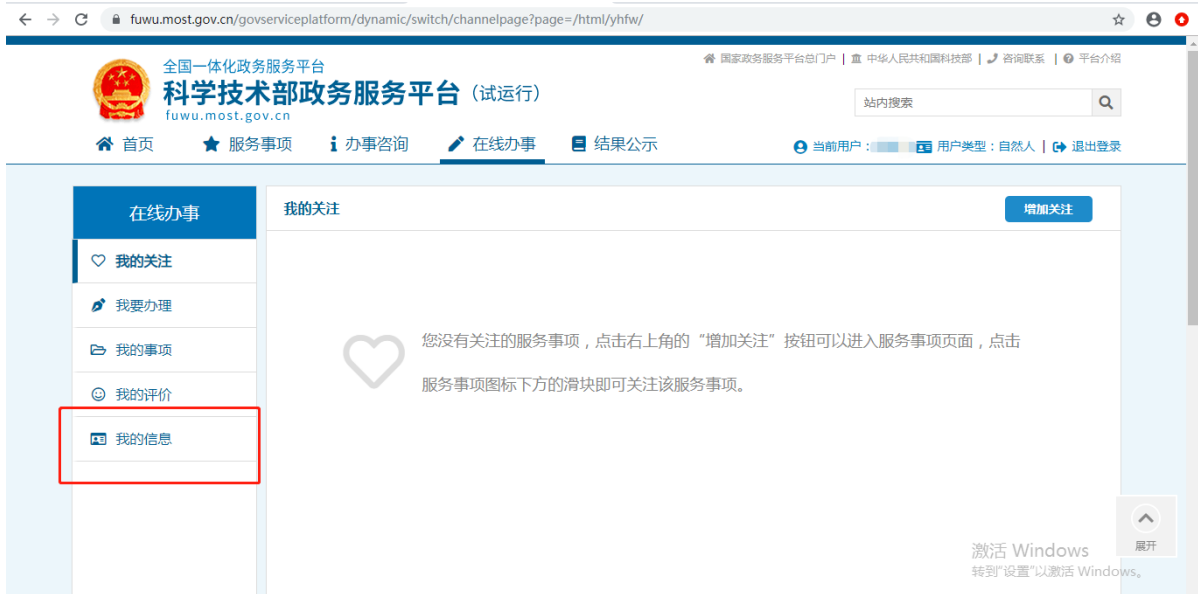 fuwu.most.gov.cn/govserviceplatform/dynamic/switch/channelpage?page=/html/yhfw/
国家政务服务平台总门户 | 中华人民共和国科技部 | 咨询联系 | 平台介绍
全国一体化政务服务平台
科学技术部政务服务平台（试运行）
fuwu.most.gov.cn
站内搜索
首页 服务事项 办事咨询 在线办事 结果公示
当前用户： 用户类型：自然人 | 退出登录
在线办事
我的关注
我要办理
我的事项
我的评价
我的信息
我的关注
增加关注
您没有关注的服务事项，点击右上角的“增加关注”按钮可以进入服务事项页面，点击
服务事项图标下方的滑块即可关注该服务事项。
展开
激活 Windows
转到“设置”以激活 Windows。